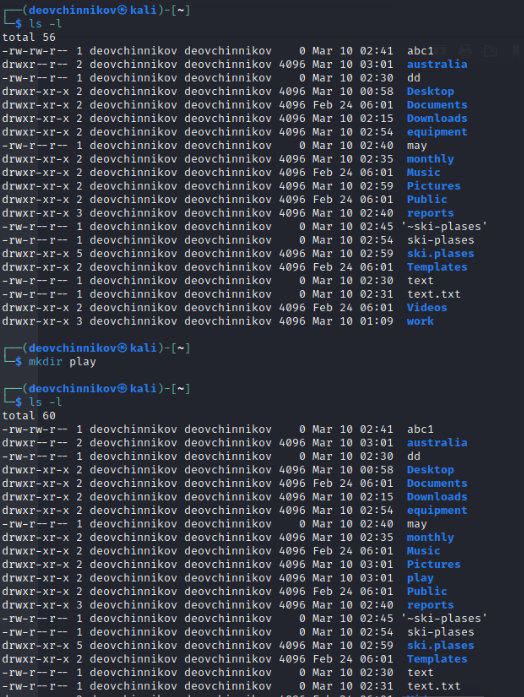 ┌──(deovchinnikov㉿kali)-[~]
└─$ ls -l
total 56
-rw-rw-r-- 1 deovchinnikov deovchinnikov    0 Mar 10 02:41  abc1
drwxr--r-- 2 deovchinnikov deovchinnikov 4096 Mar 10 03:01  australia
-rw-r--r-- 1 deovchinnikov deovchinnikov    0 Mar 10 02:30  dd
drwxr-xr-x 2 deovchinnikov deovchinnikov 4096 Mar 10 00:58  Desktop
drwxr-xr-x 2 deovchinnikov deovchinnikov 4096 Feb 24 06:01  Documents
drwxr-xr-x 2 deovchinnikov deovchinnikov 4096 Mar 10 02:15  Downloads
drwxr-xr-x 2 deovchinnikov deovchinnikov 4096 Mar 10 02:54  equipment
-rw-r--r-- 1 deovchinnikov deovchinnikov    0 Mar 10 02:40  may
drwxr-xr-x 2 deovchinnikov deovchinnikov 4096 Mar 10 02:35  monthly
drwxr-xr-x 2 deovchinnikov deovchinnikov 4096 Feb 24 06:01  Music
drwxr-xr-x 2 deovchinnikov deovchinnikov 4096 Mar 10 02:59  Pictures
drwxr-xr-x 2 deovchinnikov deovchinnikov 4096 Feb 24 06:01  Public
drwxr-xr-x 3 deovchinnikov deovchinnikov 4096 Mar 10 02:40  reports
-rw-r--r-- 1 deovchinnikov deovchinnikov    0 Mar 10 02:45 '~ski-plases'
-rw-r--r-- 1 deovchinnikov deovchinnikov    0 Mar 10 02:54  ski-plases
drwxr-xr-x 5 deovchinnikov deovchinnikov 4096 Mar 10 02:59  ski.plases
drwxr-xr-x 2 deovchinnikov deovchinnikov 4096 Feb 24 06:01  Templates
-rw-r--r-- 1 deovchinnikov deovchinnikov    0 Mar 10 02:30  text
-rw-r--r-- 1 deovchinnikov deovchinnikov    0 Mar 10 02:31  text.txt
drwxr-xr-x 2 deovchinnikov deovchinnikov 4096 Feb 24 06:01  Videos
drwxr-xr-x 3 deovchinnikov deovchinnikov 4096 Mar 10 01:09  work
┌──(deovchinnikov㉿kali)-[~]
└─$ mkdir play
┌──(deovchinnikov㉿kali)-[~]
└─$ ls -l
total 60
-rw-rw-r-- 1 deovchinnikov deovchinnikov    0 Mar 10 02:41  abc1
drwxr--r-- 2 deovchinnikov deovchinnikov 4096 Mar 10 03:01  australia
-rw-r--r-- 1 deovchinnikov deovchinnikov    0 Mar 10 02:30  dd
drwxr-xr-x 2 deovchinnikov deovchinnikov 4096 Mar 10 00:58  Desktop
drwxr-xr-x 2 deovchinnikov deovchinnikov 4096 Feb 24 06:01  Documents
drwxr-xr-x 2 deovchinnikov deovchinnikov 4096 Mar 10 02:15  Downloads
drwxr-xr-x 2 deovchinnikov deovchinnikov 4096 Mar 10 02:54  equipment
-rw-r--r-- 1 deovchinnikov deovchinnikov    0 Mar 10 02:40  may
drwxr-xr-x 2 deovchinnikov deovchinnikov 4096 Mar 10 02:35  monthly
drwxr-xr-x 2 deovchinnikov deovchinnikov 4096 Feb 24 06:01  Music
drwxr-xr-x 2 deovchinnikov deovchinnikov 4096 Mar 10 03:01  Pictures
drwxr-xr-x 2 deovchinnikov deovchinnikov 4096 Mar 10 03:01  play
drwxr-xr-x 2 deovchinnikov deovchinnikov 4096 Feb 24 06:01  Public
drwxr-xr-x 3 deovchinnikov deovchinnikov 4096 Mar 10 02:40  reports
-rw-r--r-- 1 deovchinnikov deovchinnikov    0 Mar 10 02:45 '~ski-plases'
-rw-r--r-- 1 deovchinnikov deovchinnikov    0 Mar 10 02:54  ski-plases
drwxr-xr-x 5 deovchinnikov deovchinnikov 4096 Mar 10 02:59  ski.plases
drwxr-xr-x 2 deovchinnikov deovchinnikov 4096 Feb 24 06:01  Templates
-rw-r--r-- 1 deovchinnikov deovchinnikov    0 Mar 10 02:30  text
-rw-r--r-- 1 deovchinnikov deovchinnikov    0 Mar 10 02:31  text.txt